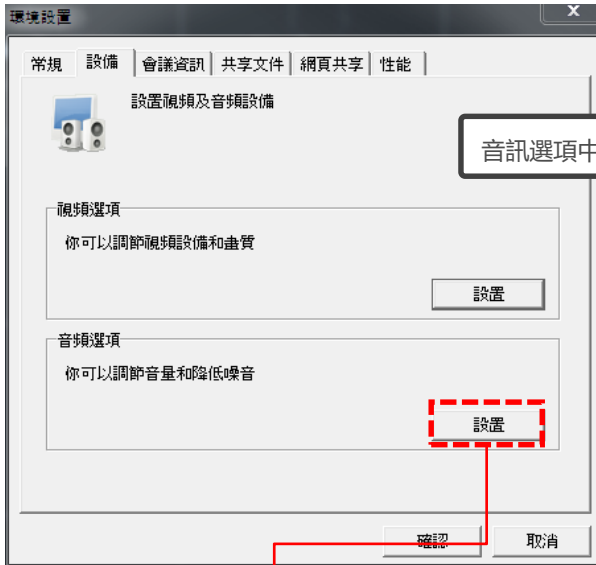 環境設置
常規 設備 會議資訊 共享文件 網頁共享 性能
設置視頻及音頻設備
音訊選項中
視頻選項
你可以調節視頻設備和畫質
設置
音頻選項
你可以調節音量和降低噪音
設置
確認 取消